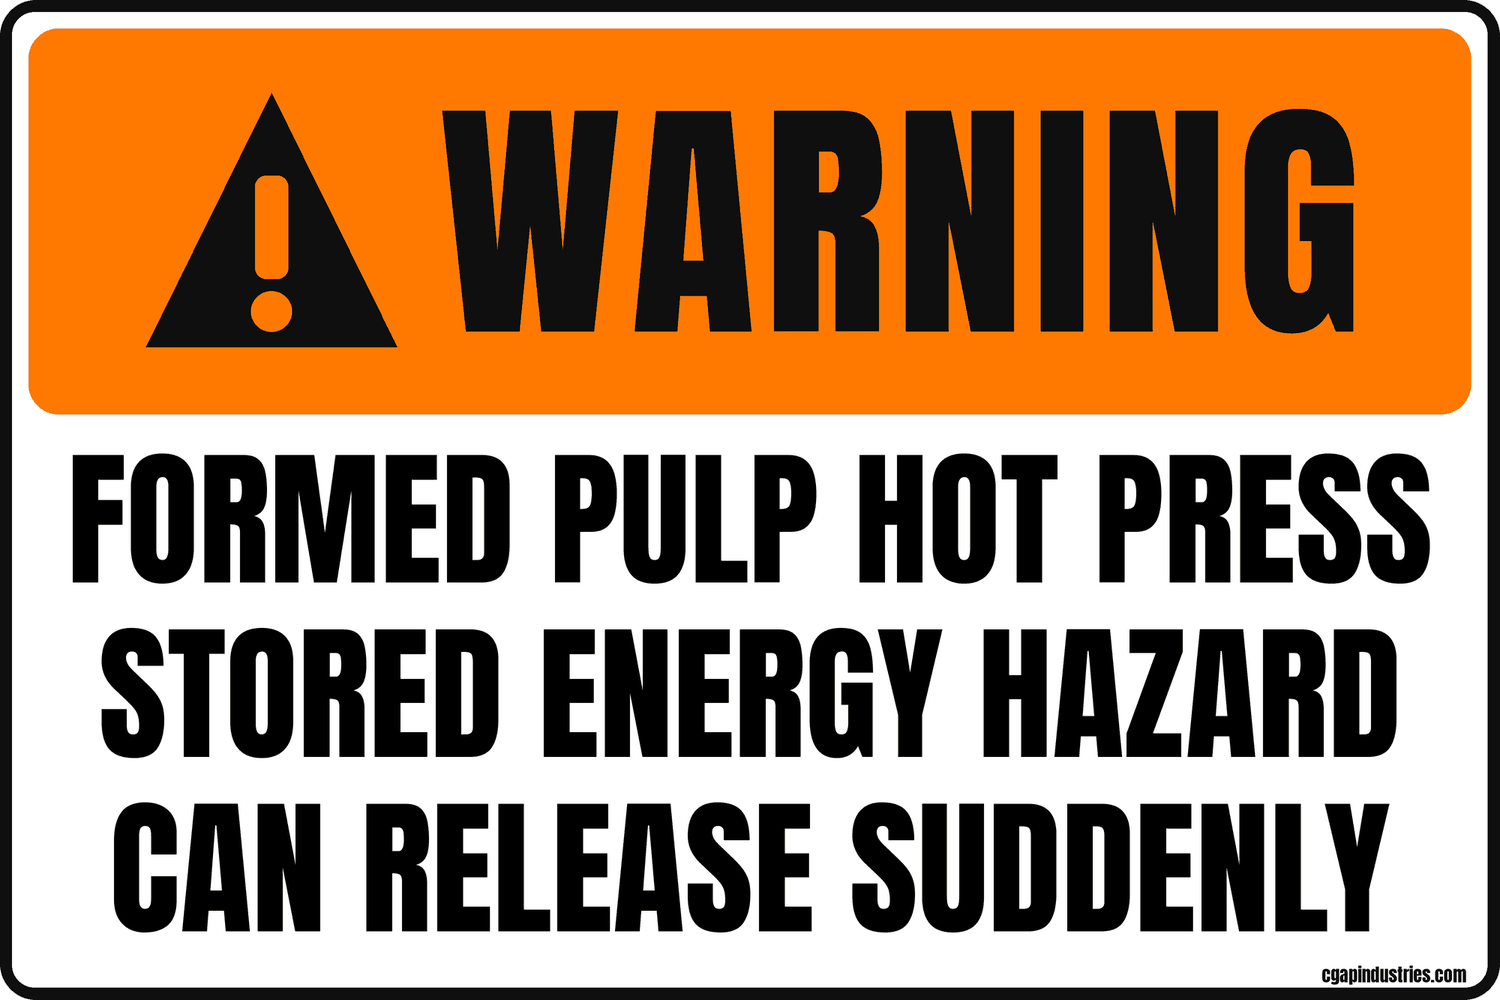 WARNING
FORMED PULP HOT PRESS
STORED ENERGY HAZARD
CAN RELEASE SUDDENLY
cgapindustries.com